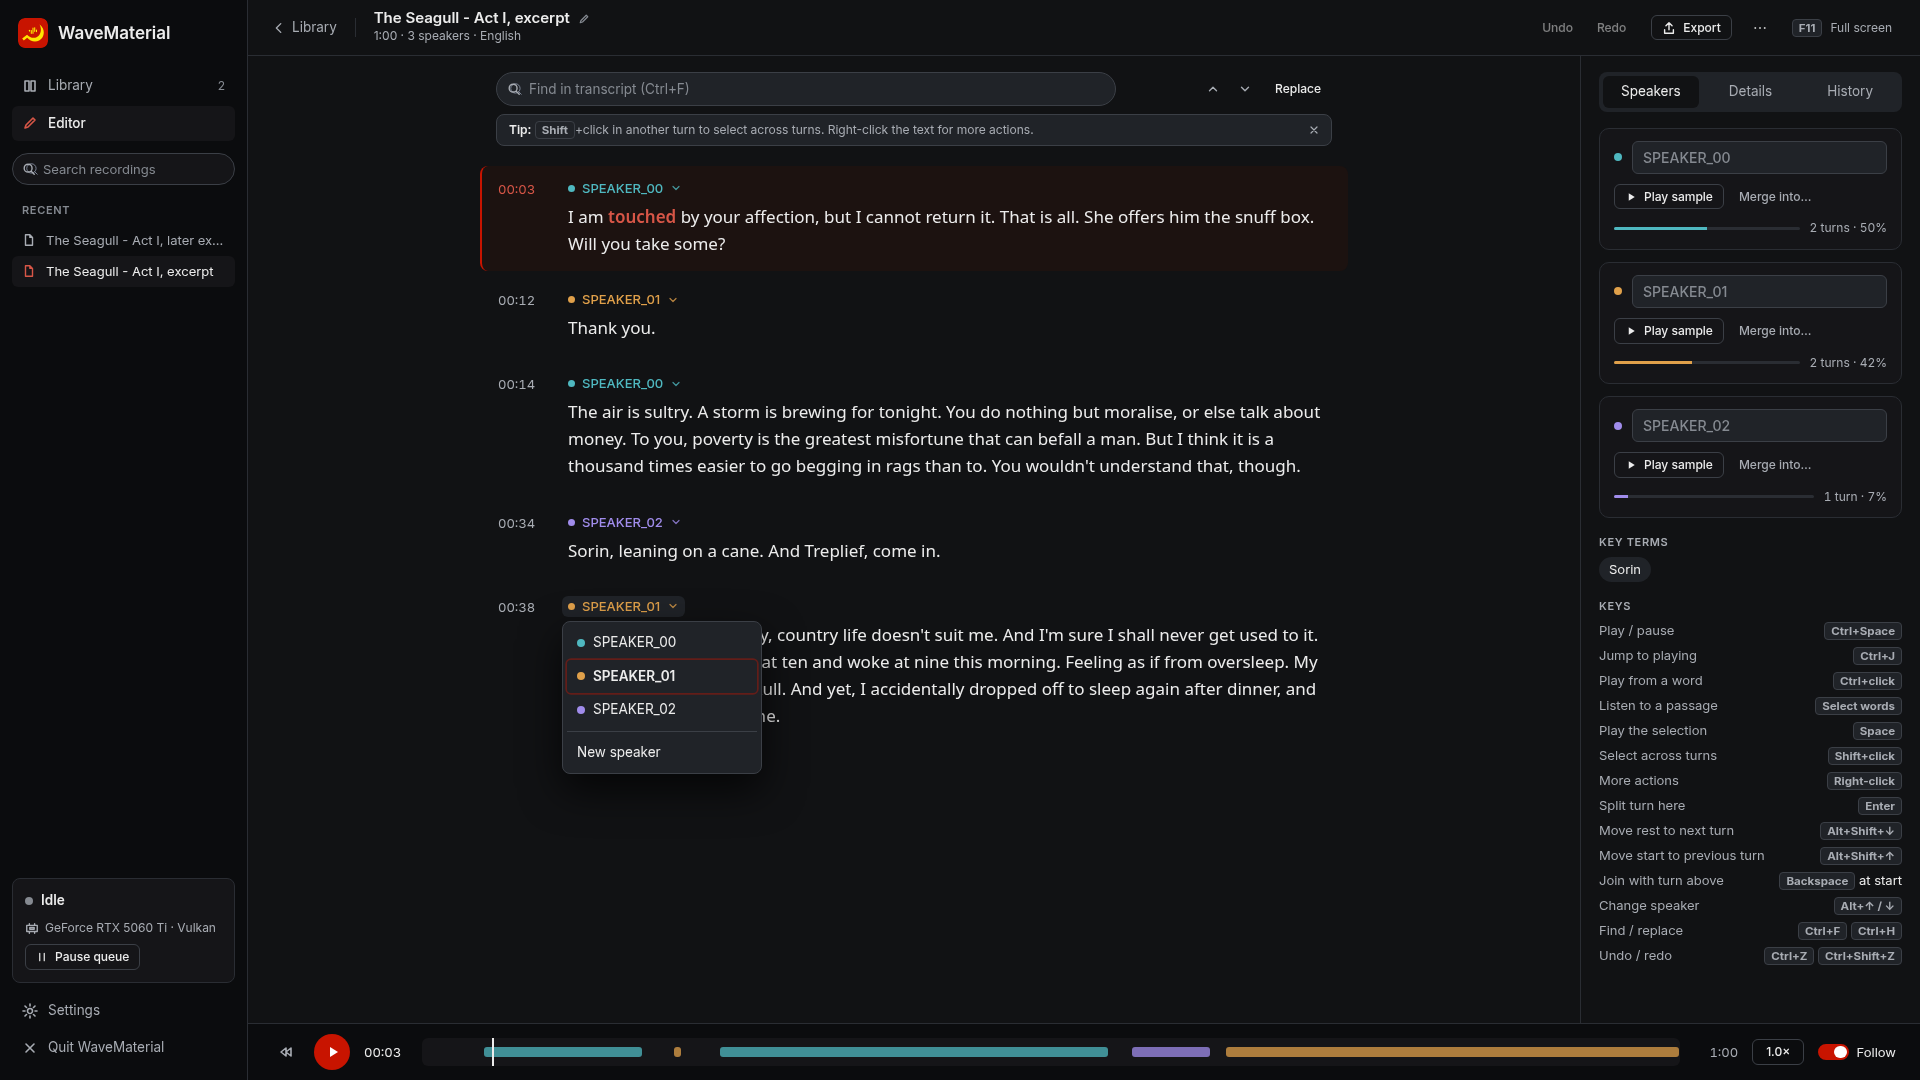 WaveMaterial
Library 2
Editor
Search recordings
RECENT
The Seagull - Act I, later ex...
The Seagull - Act I, excerpt
Idle
GeForce RTX 5060 Ti · Vulkan
Pause queue
Settings
Quit WaveMaterial
Library
The Seagull - Act I, excerpt
1:00 · 3 speakers · English
Undo
Redo
Export
F11 Full screen
Find in transcript (Ctrl+F)
Replace
Tip: Shift+click in another turn to select across turns. Right-click the text for more actions.
00:03 SPEAKER_00
I am touched by your affection, but I cannot return it. That is all. She offers him the snuff box.
Will you take some?
00:12 SPEAKER_01
Thank you.
00:14 SPEAKER_00
The air is sultry. A storm is brewing for tonight. You do nothing but moralise, or else talk about
money. To you, poverty is the greatest misfortune that can befall a man. But I think it is a
thousand times easier to go begging in rags than to. You wouldn't understand that, though.
00:34 SPEAKER_02
Sorin, leaning on a cane. And Treplief, come in.
00:38 SPEAKER_01
y, country life doesn't suit me. And I'm sure I shall never get used to it.
at ten and woke at nine this morning. Feeling as if from oversleep. My
ull. And yet, I accidentally dropped off to sleep again after dinner, and
ne.
SPEAKER_00
SPEAKER_01
SPEAKER_02
New speaker
Speakers
Details
History
SPEAKER_00
Play sample
Merge into...
2 turns · 50%
SPEAKER_01
Play sample
Merge into...
2 turns · 42%
SPEAKER_02
Play sample
Merge into...
1 turn · 7%
KEY TERMS
Sorin
KEYS
Play / pause Ctrl+Space
Jump to playing Ctrl+J
Play from a word Ctrl+click
Listen to a passage Select words
Play the selection Space
Select across turns Shift+click
More actions Right-click
Split turn here Enter
Move rest to next turn Alt+Shift+↓
Move start to previous turn Alt+Shift+↑
Join with turn above Backspace at start
Change speaker Alt+↑ / ↓
Find / replace Ctrl+F Ctrl+H
Undo / redo Ctrl+Z Ctrl+Shift+Z
00:03
1:00
1.0×
Follow